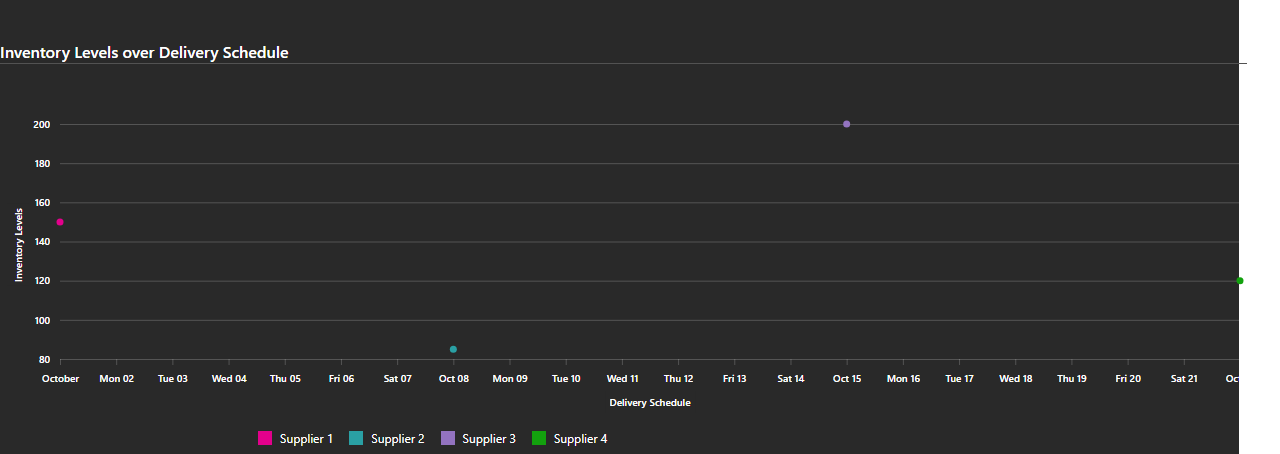 Inventory Levels over Delivery Schedule
200
180
160
140
120
100
80
Inventory Levels
October Mon 02 Tue 03 Wed 04 Thu 05 Fri 06 Sat 07 Oct 08 Mon 09 Tue 10 Wed 11 Thu 12 Fri 13 Sat 14 Oct 15 Mon 16 Tue 17 Wed 18 Thu 19 Fri 20 Sat 21
Delivery Schedule
Supplier 1 Supplier 2 Supplier 3 Supplier 4